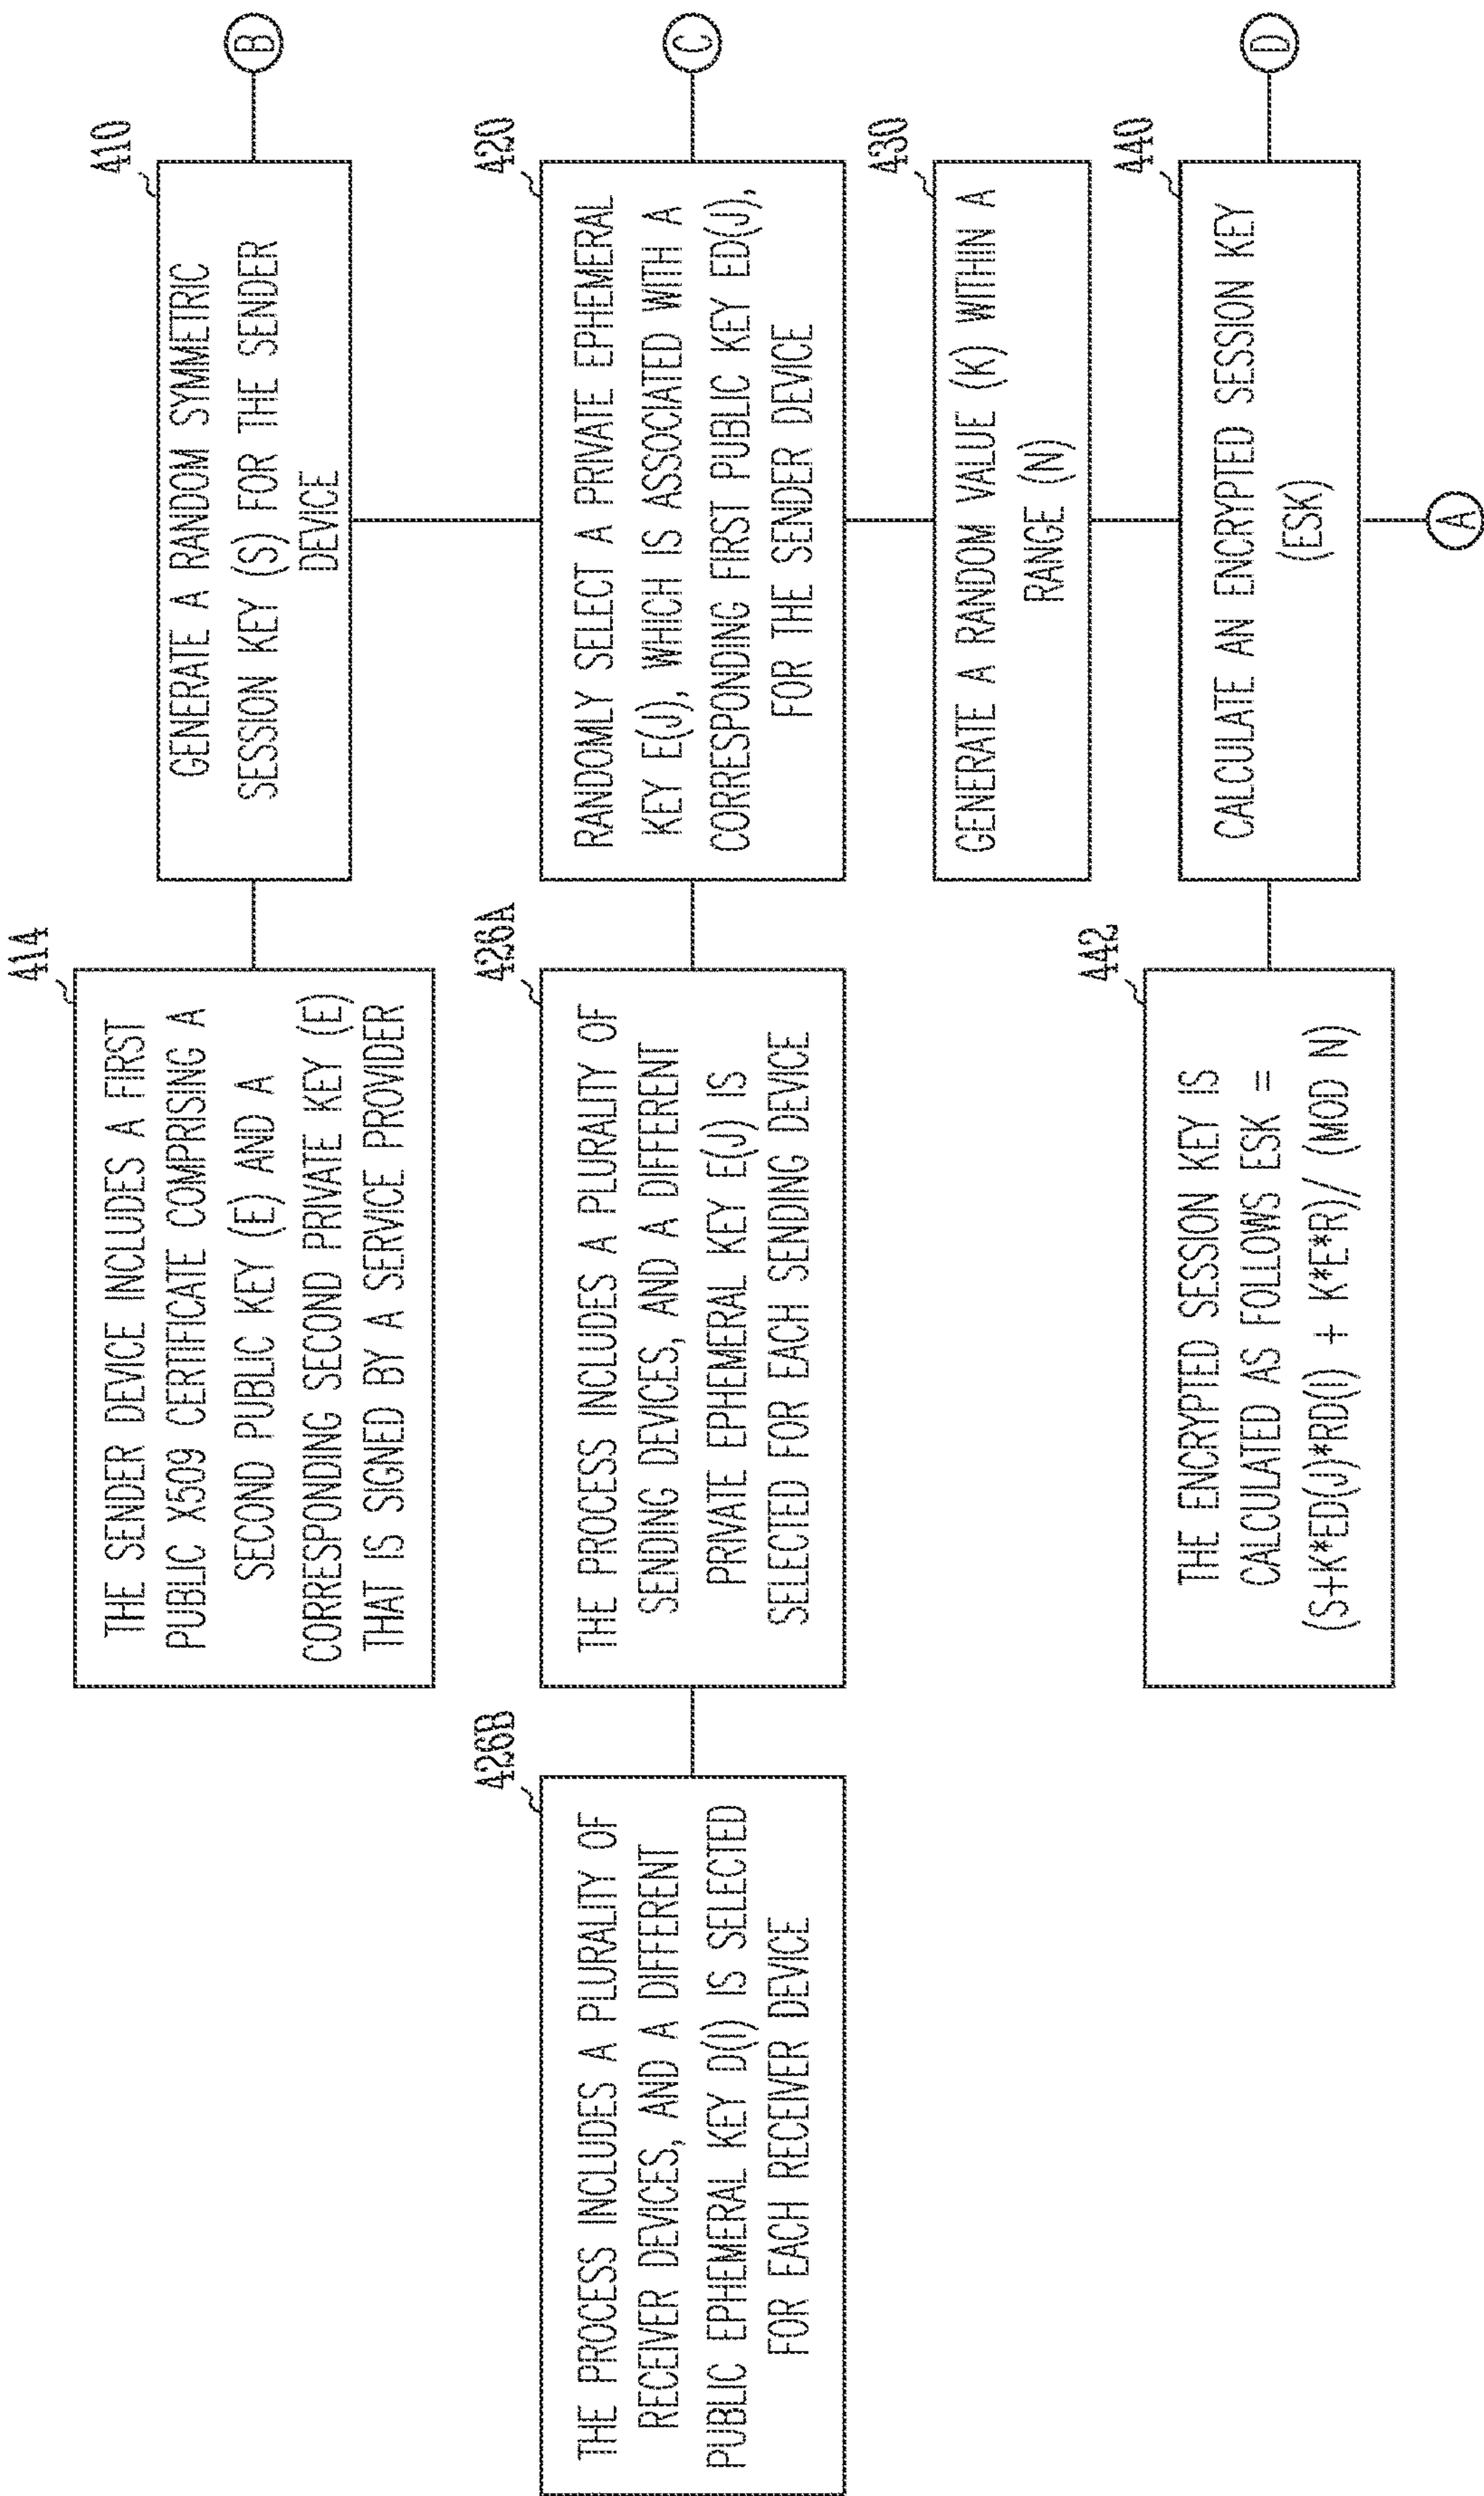 414
THE SENDER DEVICE INCLUDES A FIRST
PUBLIC X509 CERTIFICATE COMPRISING A
SECOND PUBLIC KEY (E) AND A
CORRESPONDING SECOND PRIVATE KEY (E)
THAT IS SIGNED BY A SERVICE PROVIDER
410
GENERATE A RANDOM SYMMETRIC
SESSION KEY (S) FOR THE SENDER
DEVICE
B
426B
THE PROCESS INCLUDES A PLURALITY OF
RECEIVER DEVICES, AND A DIFFERENT
PUBLIC EPHEMERAL KEY D(I) IS SELECTED
FOR EACH RECEIVER DEVICE
426A
THE PROCESS INCLUDES A PLURALITY OF
SENDING DEVICES, AND A DIFFERENT
PRIVATE EPHEMERAL KEY E(J) IS
SELECTED FOR EACH SENDING DEVICE
420
RANDOMLY SELECT A PRIVATE EPHEMERAL
KEY E(J), WHICH IS ASSOCIATED WITH A
CORRESPONDING FIRST PUBLIC KEY ED(J),
FOR THE SENDER DEVICE
C
430
GENERATE A RANDOM VALUE (K) WITHIN A
RANGE (N)
442
THE ENCRYPTED SESSION KEY IS
CALCULATED AS FOLLOWS ESK =
(S+K*ED(J)*RD(I) + K*E*R)/ (MOD N)
440
CALCULATE AN ENCRYPTED SESSION KEY
(ESK)
D
A